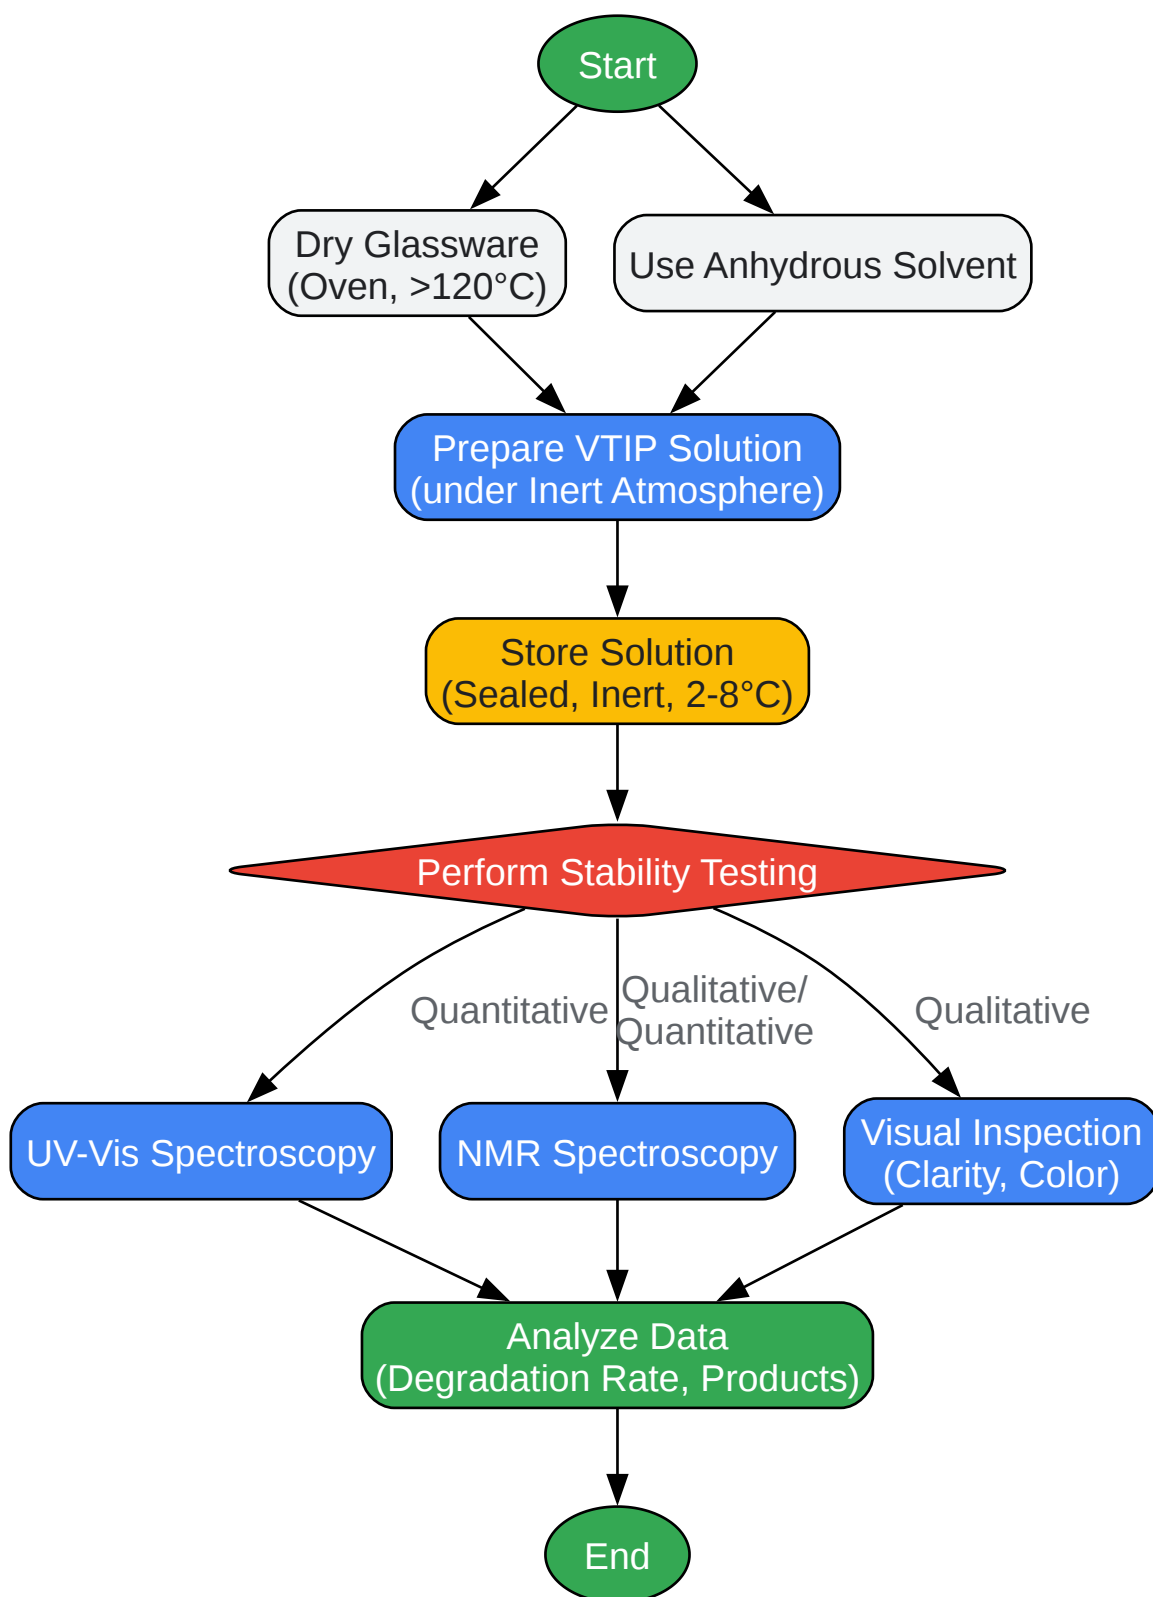 Start
Dry Glassware
(Oven, >120°C)
Use Anhydrous Solvent
Prepare VTIP Solution
(under Inert Atmosphere)
Store Solution
(Sealed, Inert, 2-8°C)
Perform Stability Testing
Quantitative
Qualitative/
Quantitative
Qualitative
UV-Vis Spectroscopy
NMR Spectroscopy
Visual Inspection
(Clarity, Color)
Analyze Data
(Degradation Rate, Products)
End